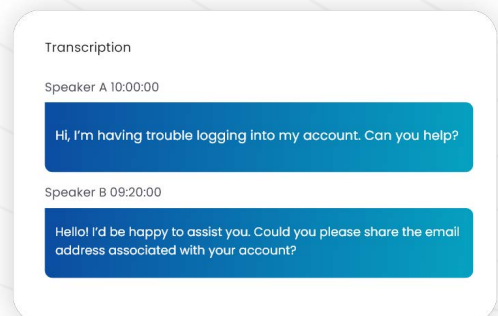 Transcription
Speaker A 10:00:00
Hi, I'm having trouble logging into my account. Can you help?
Speaker B 09:20:00
Hello! I'd be happy to assist you. Could you please share the email
address associated with your account?